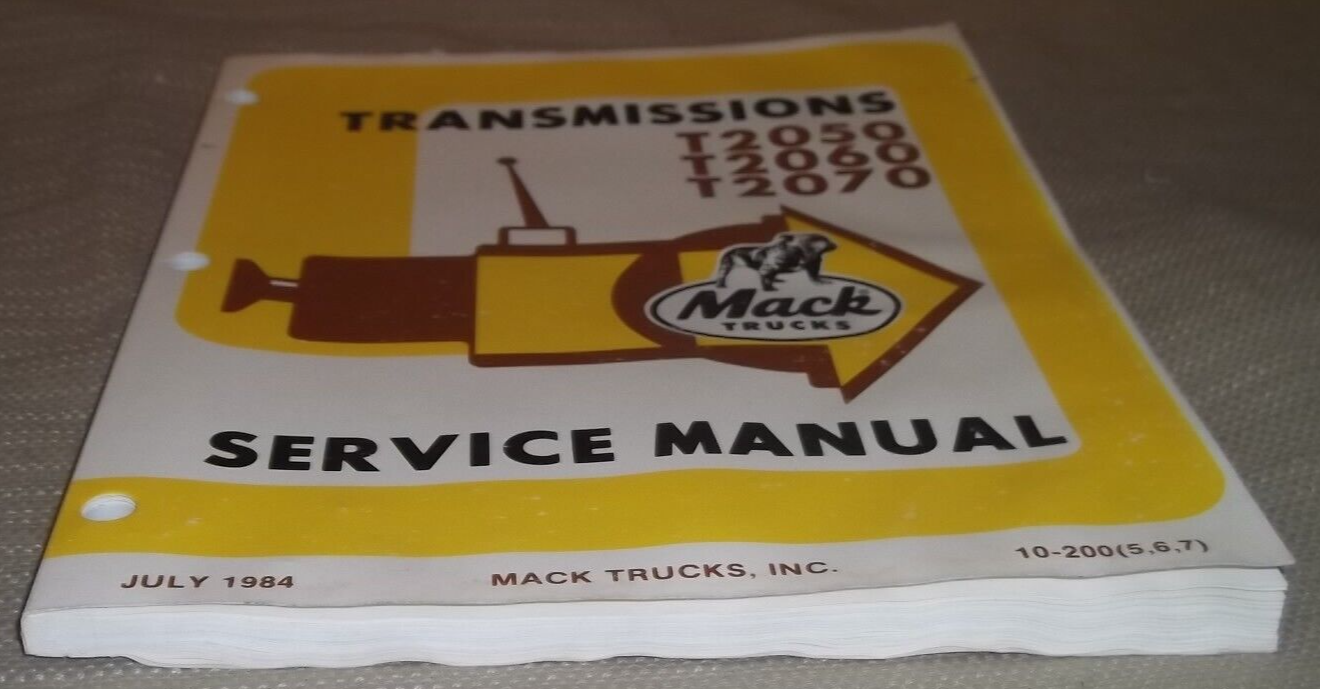 TRANSMISSIONS
T2050
T2060
T2070
Mack
TRUCKS
SERVICE MANUAL
JULY 1984
MACK TRUCKS, INC.
10-200(5,6,7)